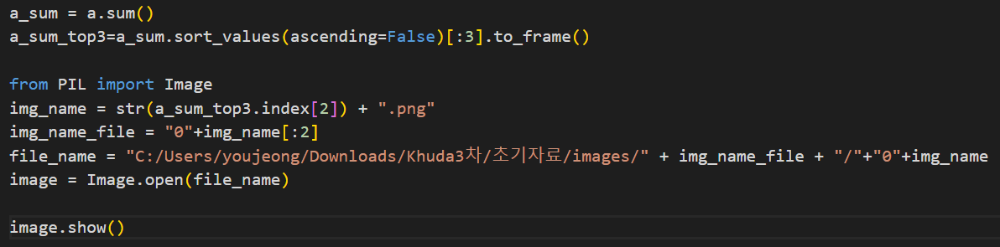 a_sum = a.sum()
a_sum_top3=a_sum.sort_values(ascending=False)[:3].to_frame()
from PIL import Image
img_name = str(a_sum_top3.index[2]) + ".png"
img_name_file = "0"+img_name[:2]
file_name = "C:/Users/youjeong/Downloads/Khuda3차/초기자료/images/" + img_name_file + "/"+"0"+img_name
image = Image.open(file_name)
image.show()